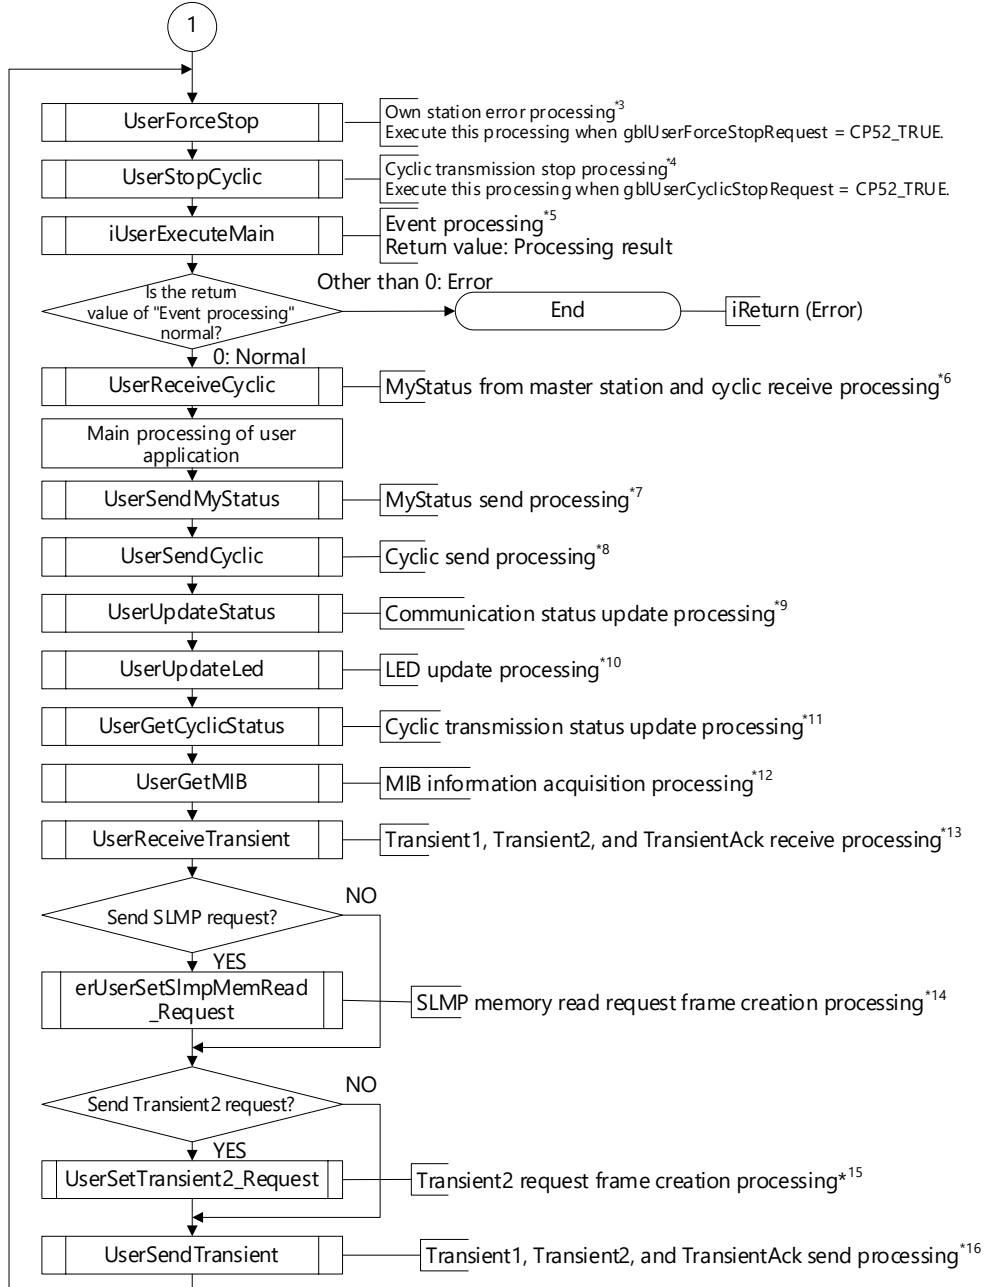 1
UserForceStop
Own station error processing*3
Execute this processing when gblUserForceStopRequest = CP52_TRUE.
UserStopCyclic
Cyclic transmission stop processing*4
Execute this processing when gblUserCyclicStopRequest = CP52_TRUE.
iUserExecuteMain
Event processing*5
Return value: Processing result
Is the return
value of "Event processing"
normal?
Other than 0: Error
End
iReturn (Error)
0: Normal
UserReceiveCyclic
MyStatus from master station and cyclic receive processing*6
Main processing of user
application
UserSendMyStatus
MyStatus send processing*7
UserSendCyclic
Cyclic send processing*8
UserUpdateStatus
Communication status update processing*9
UserUpdateLed
LED update processing*10
UserGetCyclicStatus
Cyclic transmission status update processing*11
UserGetMIB
MIB information acquisition processing*12
UserReceiveTransient
Transient1, Transient2, and TransientAck receive processing*13
Send SLMP request?
NO
YES
erUserSetSlmpMemRead
_Request
SLMP memory read request frame creation processing*14
Send Transient2 request?
NO
YES
UserSetTransient2_Request
Transient2 request frame creation processing*15
UserSendTransient
Transient1, Transient2, and TransientAck send processing*16